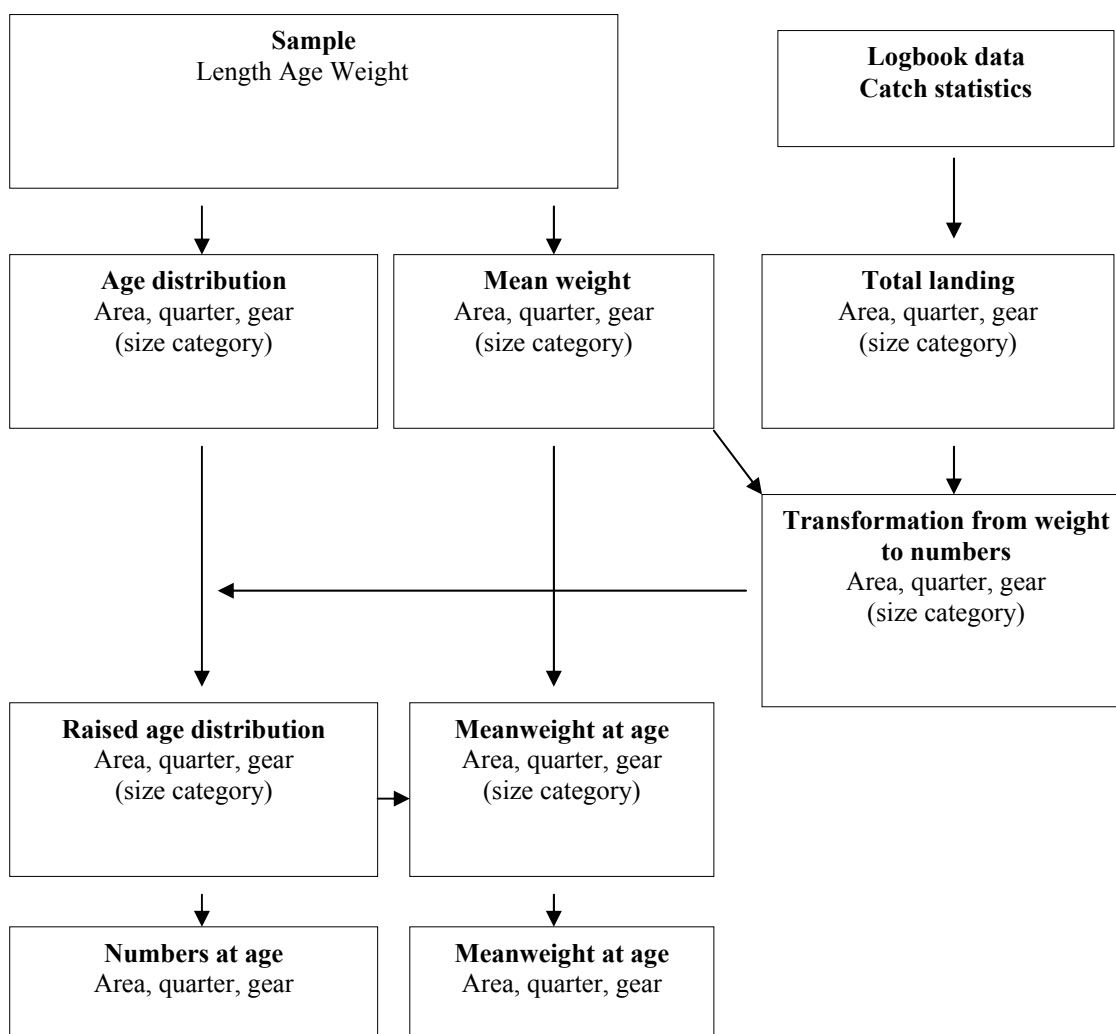 Sample
Length Age Weight
Logbook data
Catch statistics
Age distribution
Area, quarter, gear
(size category)
Mean weight
Area, quarter, gear
(size category)
Total landing
Area, quarter, gear
(size category)
Transformation from weight
to numbers
Area, quarter, gear
(size category)
Raised age distribution
Area, quarter, gear
(size category)
Meanweight at age
Area, quarter, gear
(size category)
Numbers at age
Area, quarter, gear
Meanweight at age
Area, quarter, gear